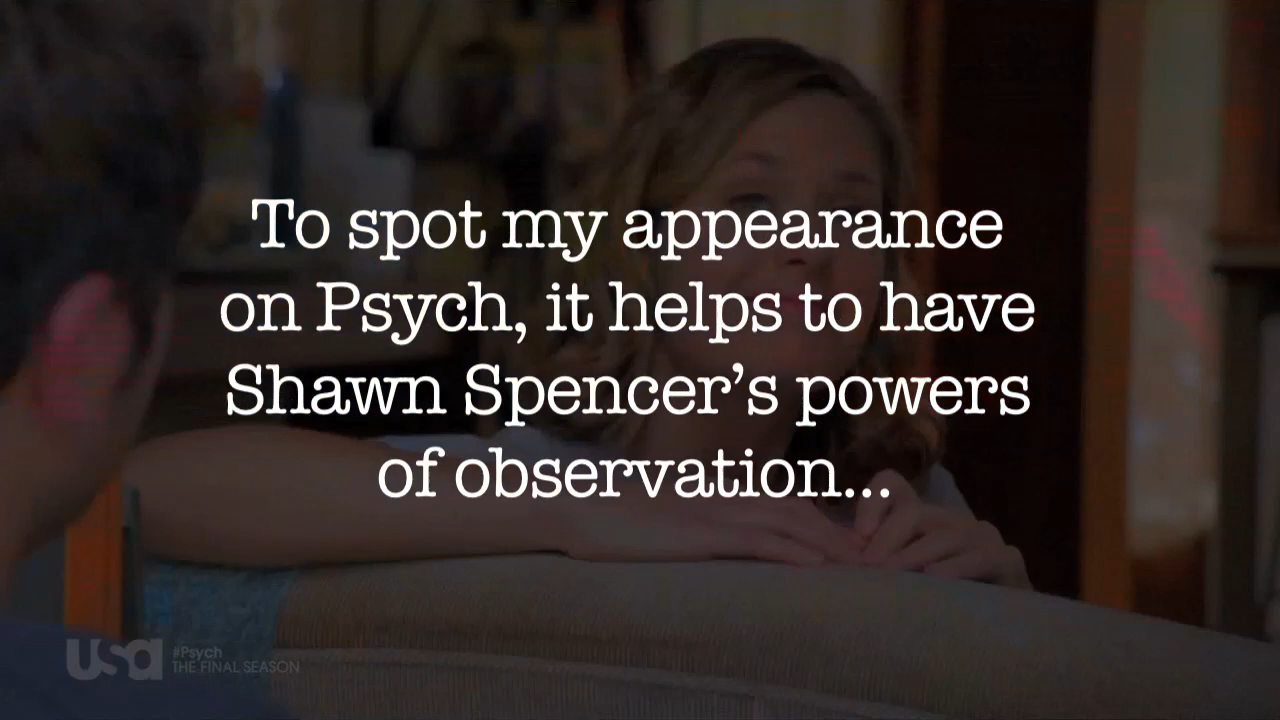 To spot my appearance
on Psych, it helps to have
Shawn Spencer’s powers
of observation...
usa
#Psych
THE FINAL SEASON